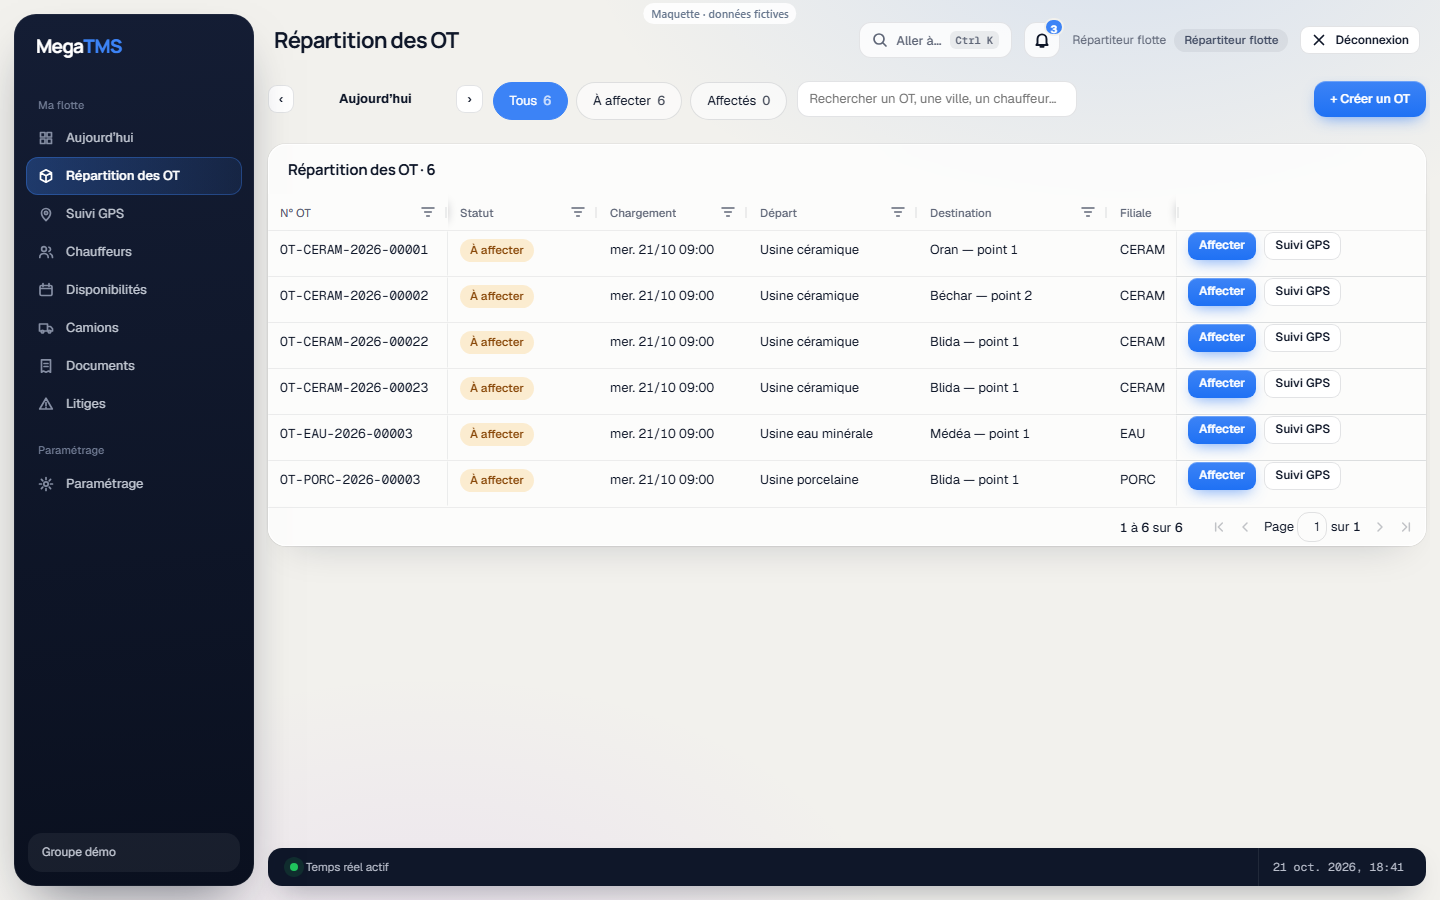 Maquette · données fictives
MegaTMS
Répartition des OT
Aller à... Ctrl K
3
Répartiteur flotte Répartiteur flotte
Déconnexion
Ma flotte
Aujourd'hui
Répartition des OT
Suivi GPS
Chauffeurs
Disponibilités
Camions
Documents
Litiges
Paramétrage
Paramétrage
Groupe démo
‹ Aujourd'hui › Tous 6 À affecter 6 Affectés 0 Rechercher un OT, une ville, un chauffeur... + Créer un OT
Répartition des OT · 6
N° OT Statut Chargement Départ Destination Filiale
OT-CERAM-2026-00001 À affecter mer. 21/10 09:00 Usine céramique Oran — point 1 CERAM Affecter Suivi GPS
OT-CERAM-2026-00002 À affecter mer. 21/10 09:00 Usine céramique Béchar — point 2 CERAM Affecter Suivi GPS
OT-CERAM-2026-00022 À affecter mer. 21/10 09:00 Usine céramique Blida — point 1 CERAM Affecter Suivi GPS
OT-CERAM-2026-00023 À affecter mer. 21/10 09:00 Usine céramique Blida — point 1 CERAM Affecter Suivi GPS
OT-EAU-2026-00003 À affecter mer. 21/10 09:00 Usine eau minérale Médéa — point 1 EAU Affecter Suivi GPS
OT-PORC-2026-00003 À affecter mer. 21/10 09:00 Usine porcelaine Blida — point 1 PORC Affecter Suivi GPS
1 à 6 sur 6 Page 1 sur 1
Temps réel actif
21 oct. 2026, 18:41